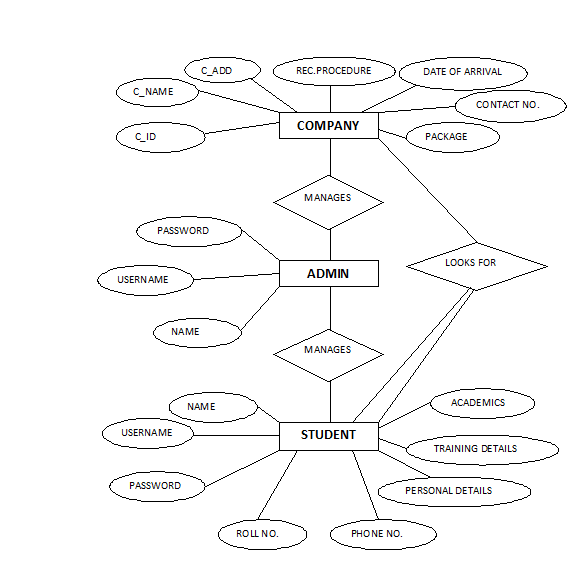 C_ADD
REC.PROCEDURE
DATE OF ARRIVAL
C_NAME
CONTACT NO.
C_ID
COMPANY
PACKAGE
MANAGES
PASSWORD
LOOKS FOR
USERNAME
ADMIN
NAME
MANAGES
NAME
ACADEMICS
USERNAME
STUDENT
TRAINING DETAILS
PASSWORD
PERSONAL DETAILS
ROLL NO.
PHONE NO.